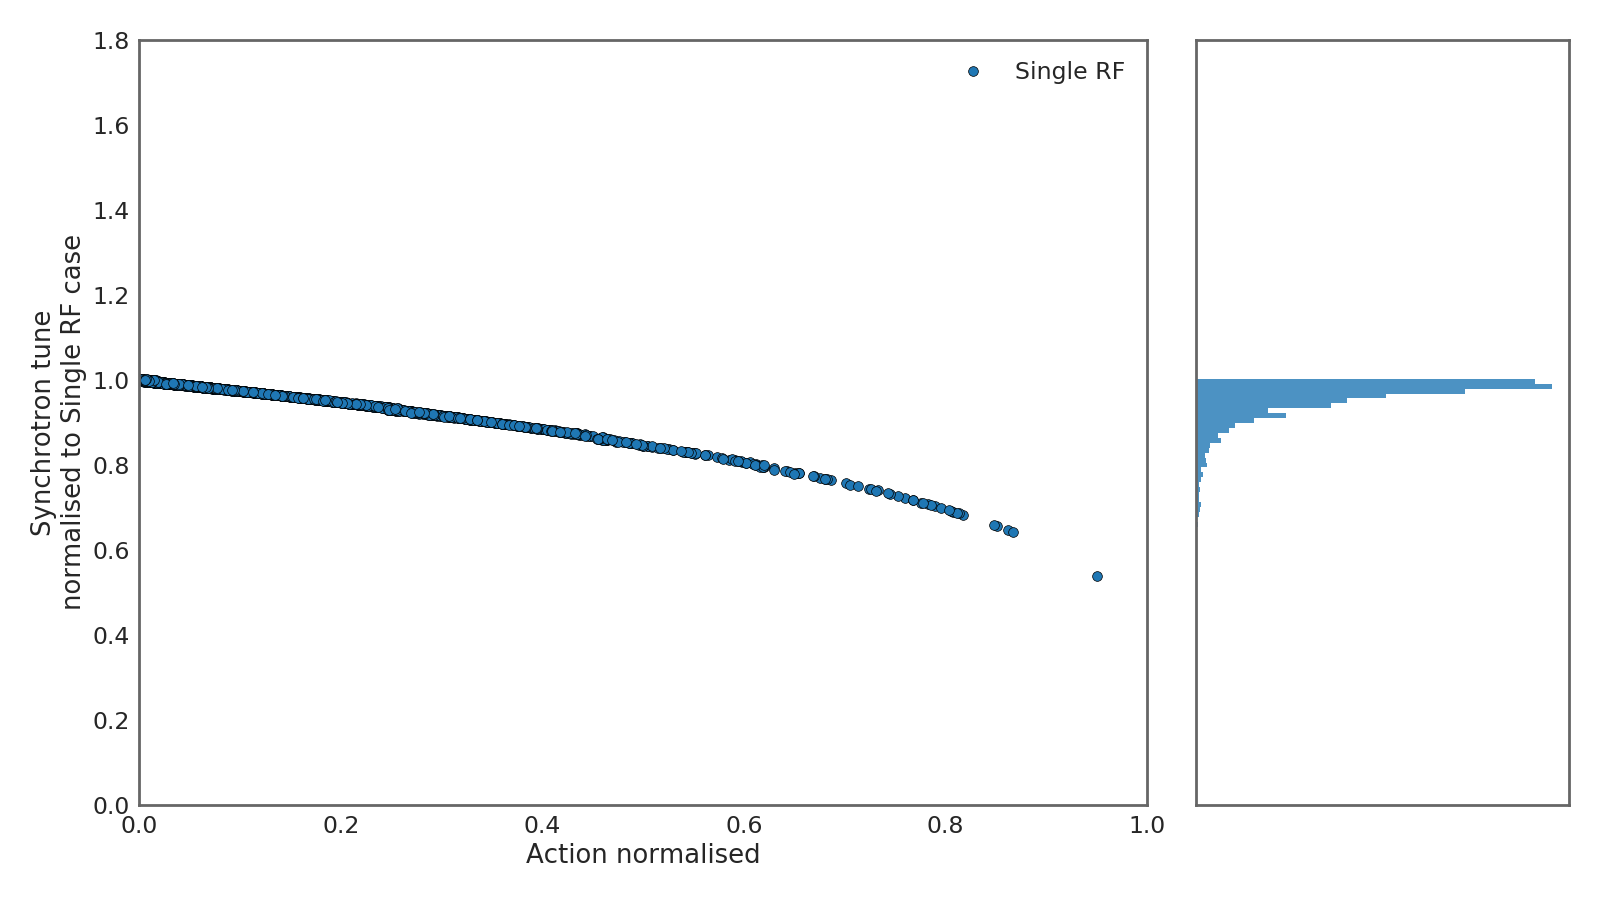 1.8
1.6
1.4
1.2
1.0
0.8
0.6
0.4
0.2
0.0
Synchrotron tune
normalised to Single RF case
Single RF
0.0 0.2 0.4 0.6 0.8 1.0
Action normalised